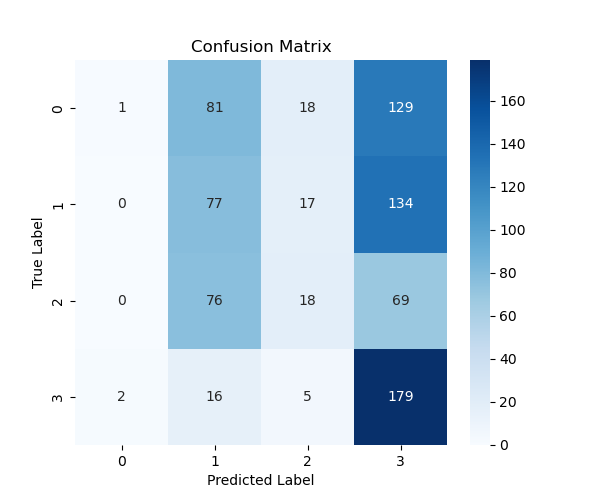 Confusion Matrix
0 1 81 18 129
1 0 77 17 134
2 0 76 18 69
3 2 16 5 179
0 1 2 3
True Label
Predicted Label
160
140
120
100
80
60
40
20
0